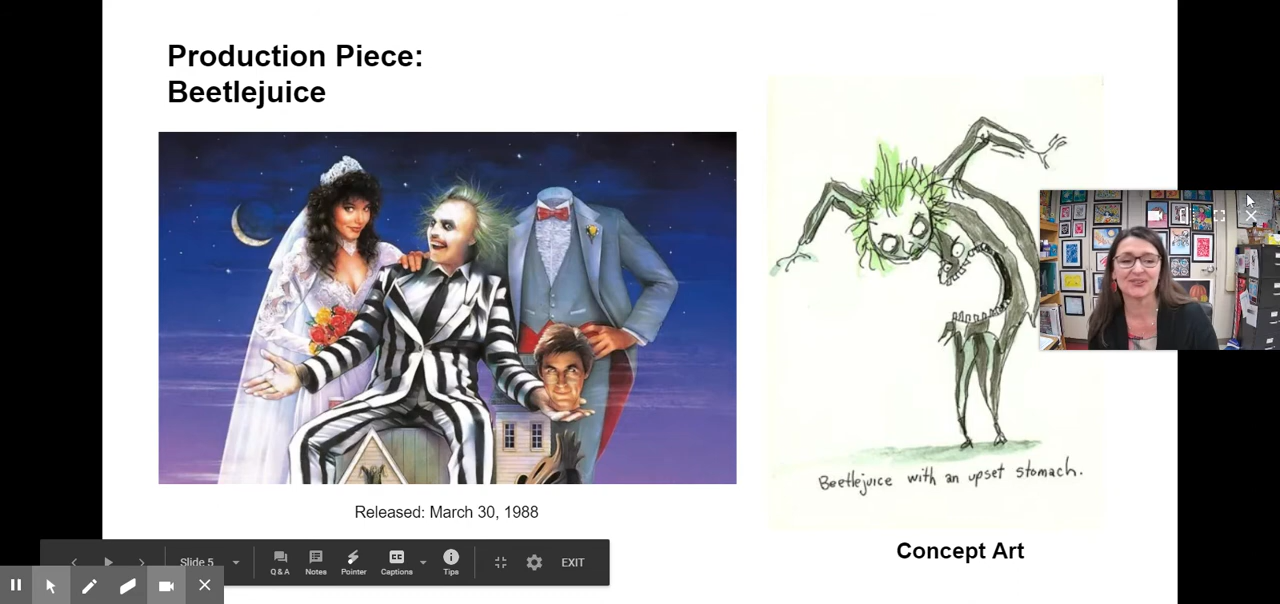 Production Piece:
Beetlejuice
Beetlejuice with an upset stomach.
Released: March 30, 1988
Concept Art
Slide 5
Q & A
Notes
Pointer
Captions
Tips
EXIT